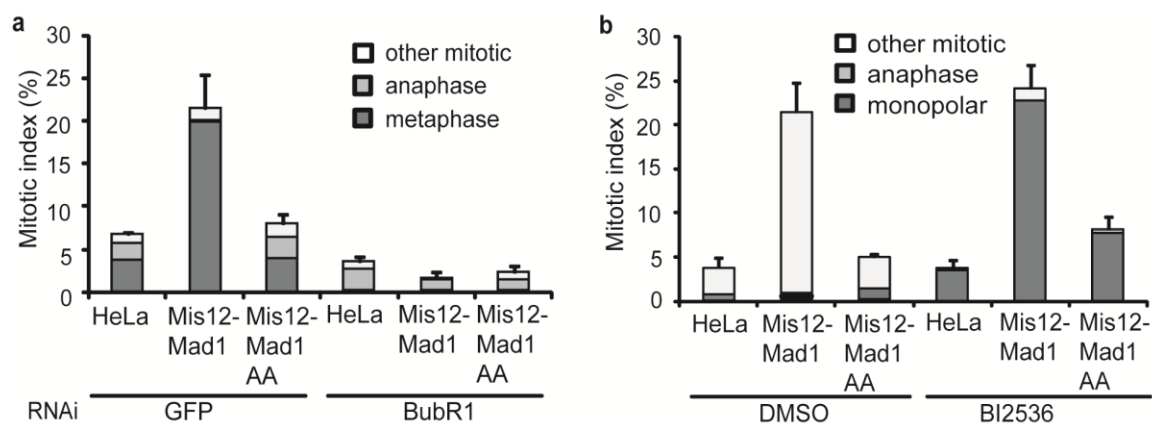 a
Mitotic index (%)
30
25
20
15
10
5
0
other mitotic
anaphase
metaphase
HeLa Mis12- Mis12- HeLa Mis12- Mis12-
Mad1 Mad1 Mad1 Mad1
AA AA
RNAi GFP BubR1
b
Mitotic index (%)
30
25
20
15
10
5
0
other mitotic
anaphase
monopolar
HeLa Mis12- Mis12- HeLa Mis12- Mis12-
Mad1 Mad1 Mad1 Mad1
AA AA
DMSO BI2536